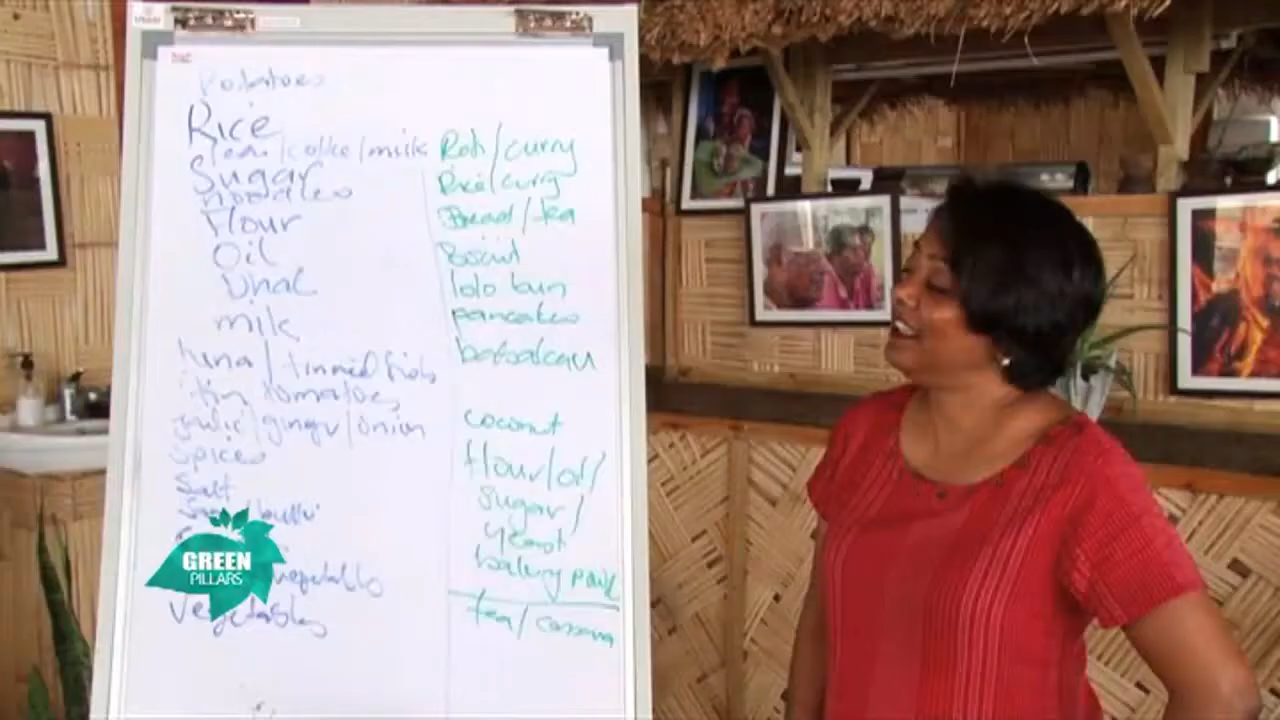 Potatoes
Rice
Tea/coffee/milk
Sugar
noodles
Flour
Oil
Dhal
milk
tuna/tinned fish
tin tomatoes
garlic/ginger/onion
spices
Salt
vegetables
vegetables
Roti/curry
Rice/curry
Bread/tea
Biscuit
lolo bun
pancakes
babakau
coconut
flour/oil/
sugar/
yeast
baking
tea/cassava
GREEN
PILLARS